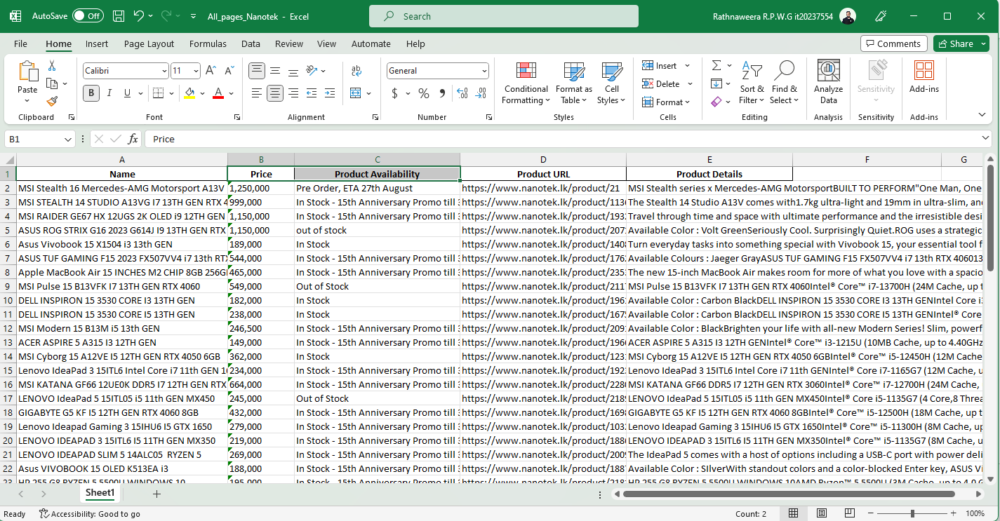 AutoSave Off All_pages_Nanotek - Excel Search Rathnaweera R.P.W.G it20237554
File Home Insert Page Layout Formulas Data Review View Automate Help Comments Share
Paste
Clipboard
Calibri 11
B I U
Font
Alignment
General
$ % 9
Number
Conditional Formatting
Format as Table
Cell Styles
Styles
Insert
Delete
Format
Cells
Sort & Filter
Find & Select
Editing
Analyze Data
Analysis
Sensitivity
Sensitivity
Add-ins
Add-ins
B1 fx Price
A B C D E F G
1 Name Price Product Availability Product URL Product Details
2 MSI Stealth 16 Mercedes-AMG Motorsport A13V 1,250,000 Pre Order, ETA 27th August https://www.nanotek.lk/product/21 MSI Stealth series x Mercedes-AMG MotorsportBUILT TO PERFORM"One Man, One
3 MSI STEALTH 14 STUDIO A13VG I7 13TH GEN RTX 4 999,000 In Stock - 15th Anniversary Promo till https://www.nanotek.lk/product/113 The Stealth 14 Studio A13V comes with1.7kg ultra-light and 19mm in ultra-slim, an
4 MSI RAIDER GE67 HX 12UGS 2K OLED i9 12TH GEN 1,150,000 In Stock - 15th Anniversary Promo till https://www.nanotek.lk/product/193 Travel through time and space with ultimate performance and the irresistible desi
5 ASUS ROG STRIX G16 2023 G614J I9 13TH GEN RTX 1,150,000 out of stock https://www.nanotek.lk/product/207 Available Color : Volt GreenSeriously Cool. Surprisingly Quiet.ROG uses a strategic
6 Asus Vivobook 15 X1504 i3 13th GEN 189,000 In Stock https://www.nanotek.lk/product/140 Turn everyday tasks into something special with Vivobook 15, your essential tool f
7 ASUS TUF GAMING F15 2023 FX507VV4 i7 13th RT 544,000 In Stock - 15th Anniversary Promo till https://www.nanotek.lk/product/176 Available Colours : Jaeger GrayASUS TUF GAMING F15 FX507VV4 i7 13th RTX 406013
8 Apple MacBook Air 15 INCHES M2 CHIP 8GB 256G 465,000 In Stock - 15th Anniversary Promo till https://www.nanotek.lk/product/235 The new 15-inch MacBook Air makes room for more of what you love with a spacio
9 MSI Pulse 15 B13VFK I7 13TH GEN RTX 4060 549,000 Out of Stock https://www.nanotek.lk/product/211 MSI Pulse 15 B13VFK I7 13TH GEN RTX 4060Intel® Core™ i7-13700H (24M Cache, up t
10 DELL INSPIRON 15 3530 CORE I3 13TH GEN 182,000 In Stock https://www.nanotek.lk/product/196 Available Color : Carbon BlackDELL INSPIRON 15 3530 CORE I3 13TH GENIntel Core i
11 DELL INSPIRON 15 3530 CORE I5 13TH GEN 238,000 In Stock https://www.nanotek.lk/product/167 Available Color : Carbon BlackDELL INSPIRON 15 3530 CORE I5 13TH GENIntel® Core
12 MSI Modern 15 B13M i5 13th GEN 246,500 In Stock - 15th Anniversary Promo till https://www.nanotek.lk/product/209 Available Color : BlackBrighten your life with all-new Modern Series! Slim, powerf
13 ACER ASPIRE 5 A315 I3 12TH GEN 149,000 In Stock - 15th Anniversary Promo till https://www.nanotek.lk/product/196 ACER ASPIRE 5 A315 I3 12TH GENIntel® Core™ i3-1215U (10MB Cache, up to 4.40GHz
14 MSI Cyborg 15 A12VE I5 12TH GEN RTX 4050 6GB 362,000 In Stock https://www.nanotek.lk/product/123 MSI Cyborg 15 A12VE I5 12TH GEN RTX 4050 6GBIntel® Core™ i5-12450H (12M Cache
15 Lenovo IdeaPad 3 15ITL6 Intel Core i7 11th GEN 1 234,000 In Stock - 15th Anniversary Promo till https://www.nanotek.lk/product/192 Lenovo IdeaPad 3 15ITL6 Intel Core i7 11th GENIntel® Core i7-1165G7 (12M Cache, u
16 MSI KATANA GF66 12UE0K DDR5 I7 12TH GEN RTX 664,000 In Stock - 15th Anniversary Promo till https://www.nanotek.lk/product/228 MSI KATANA GF66 DDR5 I7 12TH GEN RTX 3060Intel® Core™ i7-12700H (24M Cache,
17 LENOVO IdeaPad 5 15ITL05 i5 11th GEN MX450 245,000 Out of Stock https://www.nanotek.lk/product/218 LENOVO IdeaPad 5 15ITL05 i5 11th GEN MX450Intel® Core i5-1135G7 (4 Core,8 Threa
18 GIGABYTE G5 KF I5 12TH GEN RTX 4060 8GB 432,000 In Stock - 15th Anniversary Promo till https://www.nanotek.lk/product/169 GIGABYTE G5 KF I5 12TH GEN RTX 4060 8GBIntel® Core™ i5-12500H (18M Cache, up t
19 Lenovo Ideapad Gaming 3 15IHU6 I5 GTX 1650 279,000 In Stock - 15th Anniversary Promo till https://www.nanotek.lk/product/103 Lenovo Ideapad Gaming 3 15IHU6 I5 GTX 1650Intel® Core™ i5-11300H (8M Cache, up
20 LENOVO IDEAPAD 3 15ITL6 I5 11TH GEN MX350 219,000 In Stock - 15th Anniversary Promo till https://www.nanotek.lk/product/188 LENOVO IDEAPAD 3 15ITL6 I5 11TH GEN MX350Intel® Core™ i5-1135G7 (8M Cache, u
21 LENOVO IDEAPAD SLIM 5 14ALC05 RYZEN 5 269,000 In Stock - 15th Anniversary Promo till https://www.nanotek.lk/product/200 The IdeaPad 5 comes with a host of options including a USB-C port with power deli
22 Asus VIVOBOOK 15 OLED K513EA i3 188,000 In Stock - 15th Anniversary Promo till https://www.nanotek.lk/product/188 Available Color : SIlverWith standout colors and a color-blocked Enter key, ASUS Vi
23 HP 255 G8 RYZEN 5 5500U WINDOWS 10 195,000 In Stock - 15th Anniversary Promo till https://www.nanotek.lk/product/218 HP 255 G8 RYZEN 5 5500U WINDOWS 10AMD Ryzen™ 5 5500U (3M Cache, up to 4.0 G
Sheet1
Ready Accessibility: Good to go Count: 2 100%